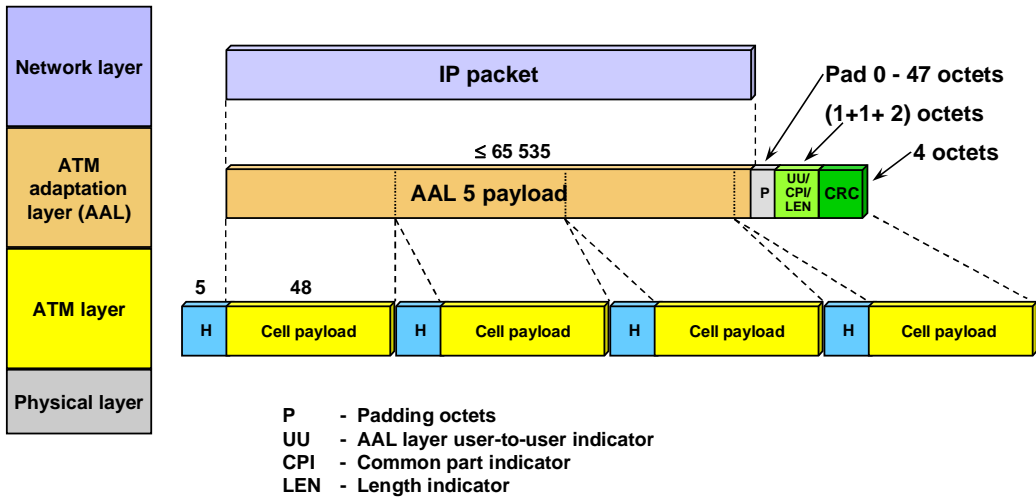 Network layer
IP packet
Pad 0 - 47 octets
(1+1+ 2) octets
4 octets
ATM
adaptation
layer (AAL)
≤ 65 535
AAL 5 payload
P
UU/
CPI/
LEN
CRC
5
48
ATM layer
H
Cell payload
H
Cell payload
H
Cell payload
H
Cell payload
Physical layer
P - Padding octets
UU - AAL layer user-to-user indicator
CPI - Common part indicator
LEN - Length indicator